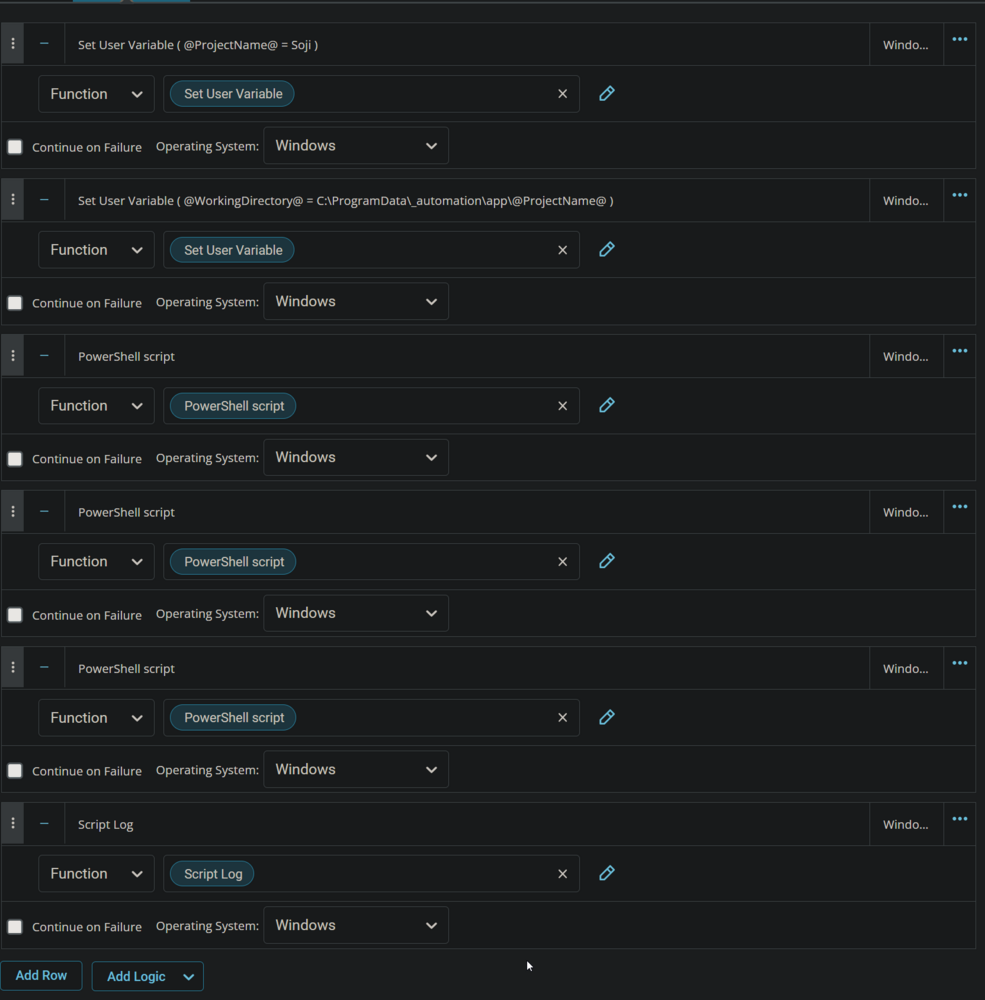 Set User Variable ( @ProjectName@ = Soji )
Windo...
Function
Set User Variable
Continue on Failure
Operating System:
Windows
Set User Variable ( @WorkingDirectory@ = C:\ProgramData\_automation\app\@ProjectName@ )
Windo...
Function
Set User Variable
Continue on Failure
Operating System:
Windows
PowerShell script
Windo...
Function
PowerShell script
Continue on Failure
Operating System:
Windows
PowerShell script
Windo...
Function
PowerShell script
Continue on Failure
Operating System:
Windows
PowerShell script
Windo...
Function
PowerShell script
Continue on Failure
Operating System:
Windows
Script Log
Windo...
Function
Script Log
Continue on Failure
Operating System:
Windows
Add Row
Add Logic